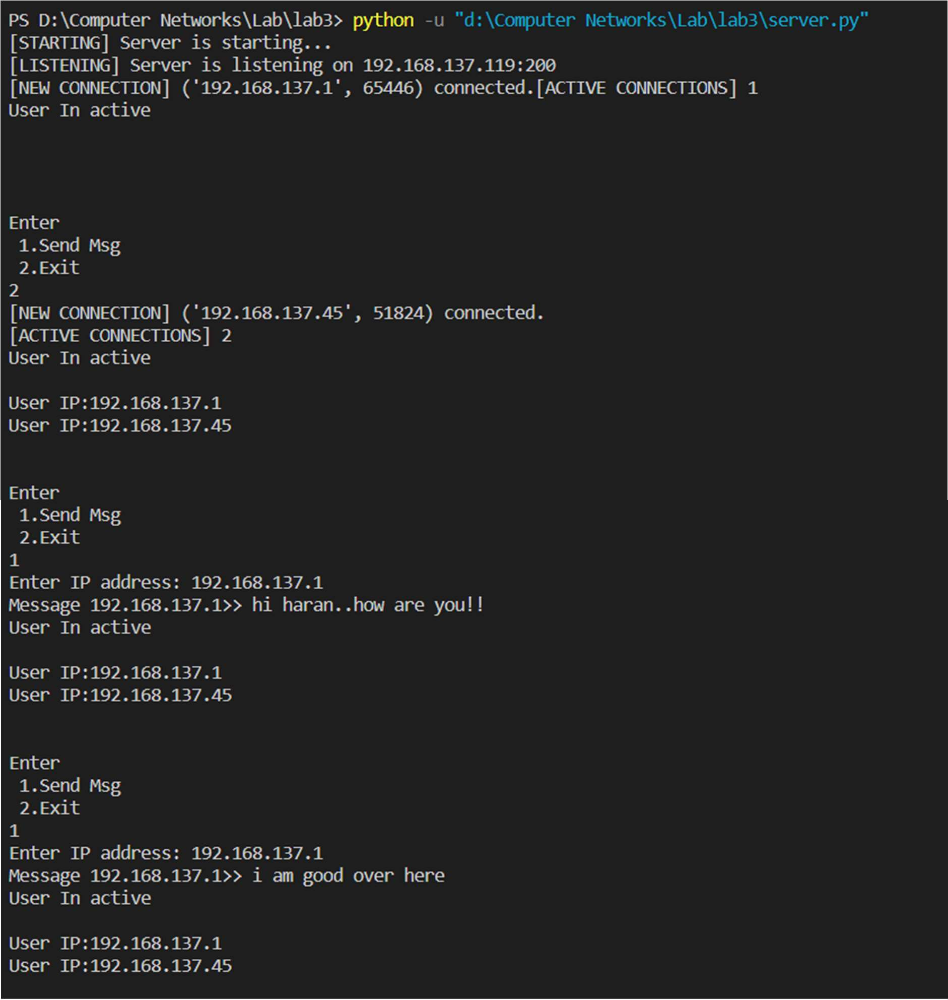 PS D:\Computer Networks\Lab\lab3> python -u "d:\Computer Networks\Lab\lab3\server.py"
[STARTING] Server is starting...
[LISTENING] Server is listening on 192.168.137.119:200
[NEW CONNECTION] ('192.168.137.1', 65446) connected.[ACTIVE CONNECTIONS] 1
User In active
Enter
1.Send Msg
2.Exit
2
[NEW CONNECTION] ('192.168.137.45', 51824) connected.
[ACTIVE CONNECTIONS] 2
User In active
User IP:192.168.137.1
User IP:192.168.137.45
Enter
1.Send Msg
2.Exit
1
Enter IP address: 192.168.137.1
Message 192.168.137.1>> hi haran..how are you!!
User In active
User IP:192.168.137.1
User IP:192.168.137.45
Enter
1.Send Msg
2.Exit
1
Enter IP address: 192.168.137.1
Message 192.168.137.1>> i am good over here
User In active
User IP:192.168.137.1
User IP:192.168.137.45